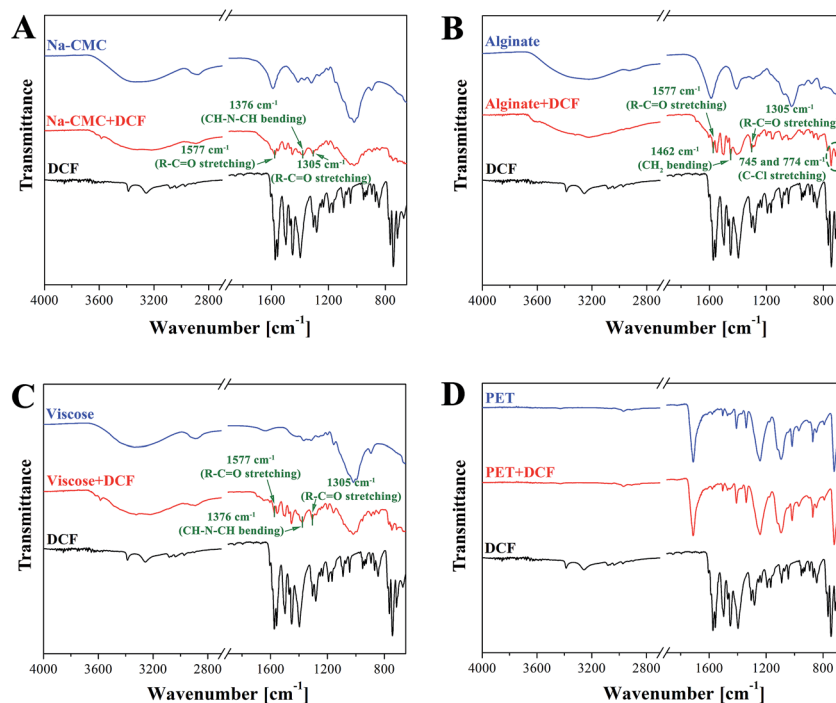 A
Na-CMC
1376 cm⁻¹
(CH-N-CH bending)
Na-CMC+DCF
1577 cm⁻¹
(R-C=O stretching)
1305 cm⁻¹
(R-C=O stretching)
DCF
Transmittance
4000 3600 3200 2800 1600 1200 800
Wavenumber [cm⁻¹]
B
Alginate
1577 cm⁻¹
(R-C=O stretching)
1305 cm⁻¹
(R-C=O stretching)
Alginate+DCF
1462 cm⁻¹
(CH₂ bending)
745 and 774 cm⁻¹
(C-Cl stretching)
DCF
Transmittance
4000 3600 3200 2800 1600 1200 800
Wavenumber [cm⁻¹]
C
Viscose
1577 cm⁻¹
(R-C=O stretching)
1305 cm⁻¹
(R-C=O stretching)
Viscose+DCF
1376 cm⁻¹
(CH-N-CH bending)
DCF
Transmittance
4000 3600 3200 2800 1600 1200 800
Wavenumber [cm⁻¹]
D
PET
PET+DCF
DCF
Transmittance
4000 3600 3200 2800 1600 1200 800
Wavenumber [cm⁻¹]